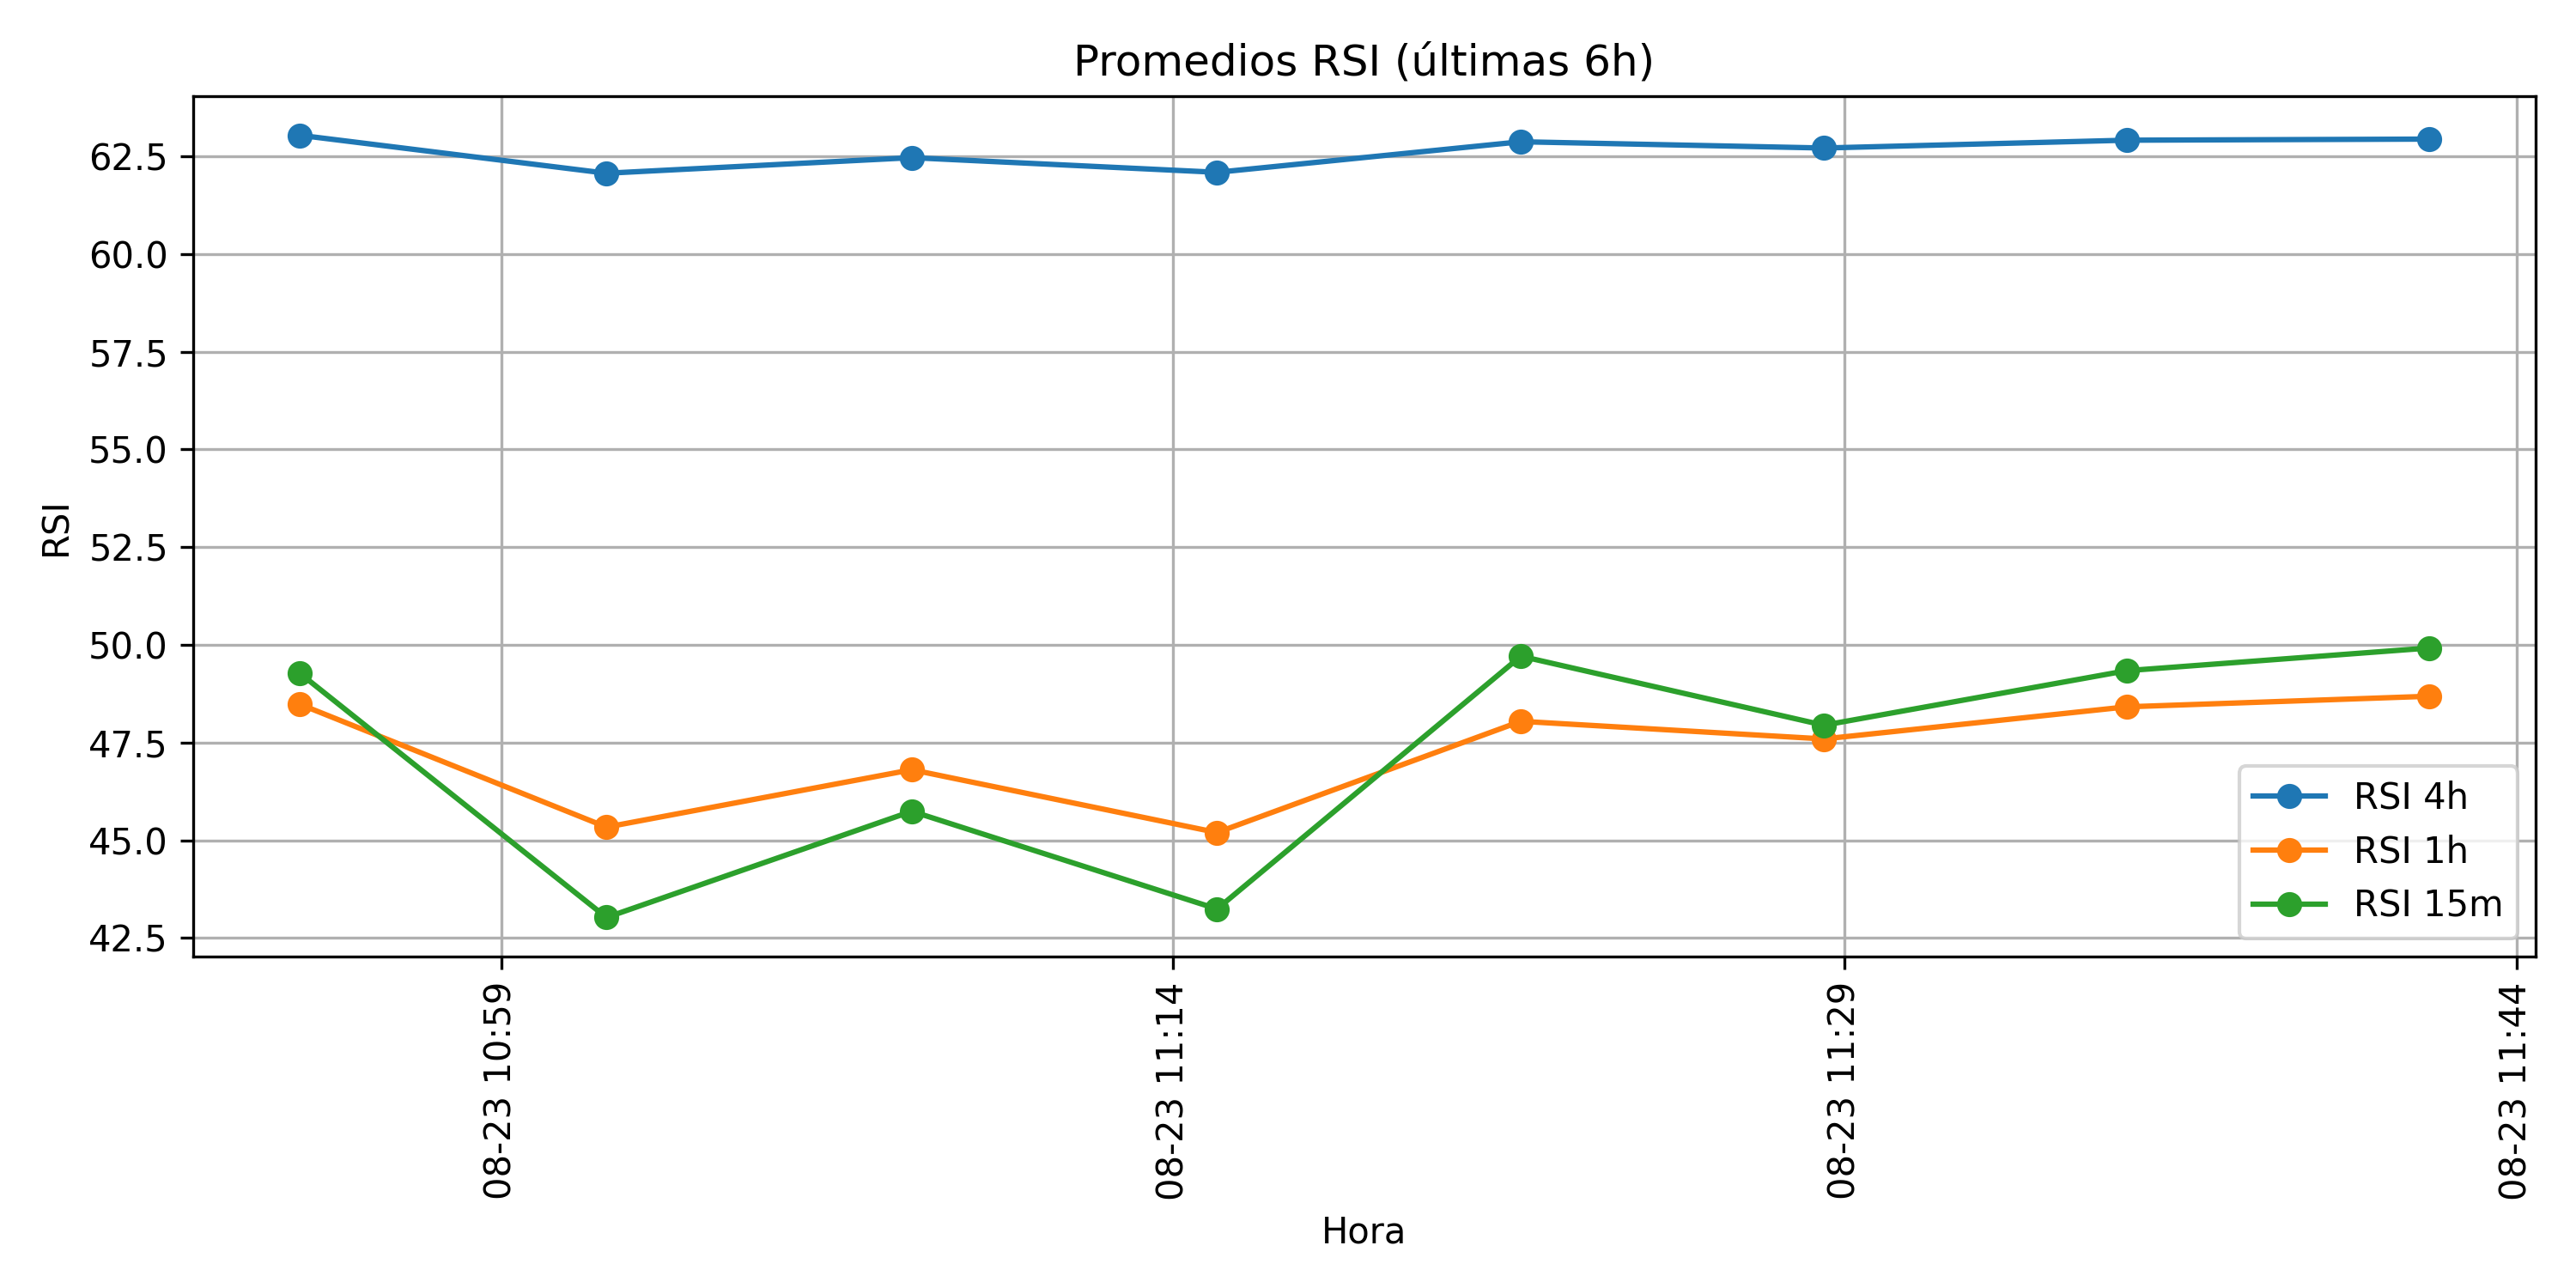 Promedios RSI (últimas 6h)
RSI
62.5
60.0
57.5
55.0
52.5
50.0
47.5
45.0
42.5
RSI 4h
RSI 1h
RSI 15m
08-23 10:59
08-23 11:14
08-23 11:29
08-23 11:44
Hora